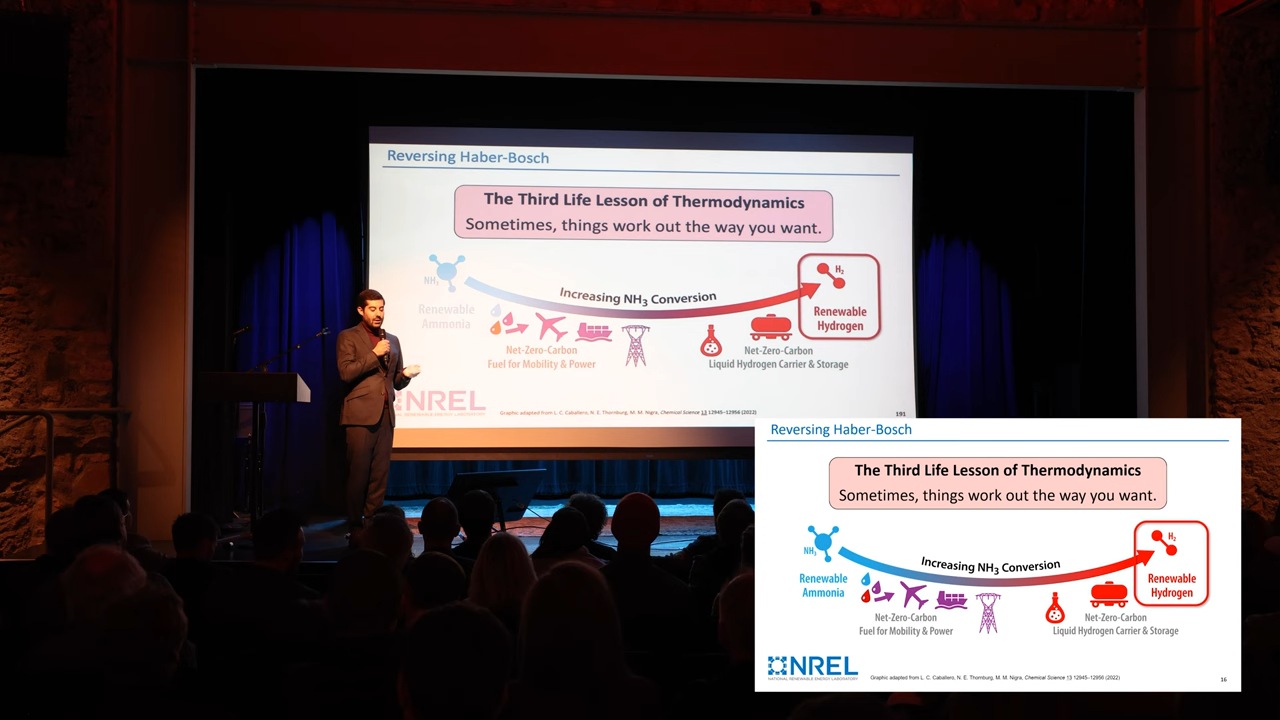 Reversing Haber-Bosch
The Third Life Lesson of Thermodynamics
Sometimes, things work out the way you want.
NH3
H2
Increasing NH3 Conversion
Renewable
Ammonia
Renewable
Hydrogen
Net-Zero-Carbon
Fuel for Mobility & Power
Net-Zero-Carbon
Liquid Hydrogen Carrier & Storage
NREL
Graphic adapted from L. C. Caballero, N. E. Thornburg, M. M. Nigra, Chemical Science 13 12945–12956 (2022)
191
Reversing Haber-Bosch
The Third Life Lesson of Thermodynamics
Sometimes, things work out the way you want.
NH3
H2
Increasing NH3 Conversion
Renewable
Ammonia
Renewable
Hydrogen
Net-Zero-Carbon
Fuel for Mobility & Power
Net-Zero-Carbon
Liquid Hydrogen Carrier & Storage
NREL
NATIONAL RENEWABLE ENERGY LABORATORY
Graphic adapted from L. C. Caballero, N. E. Thornburg, M. M. Nigra, Chemical Science 13 12945–12956 (2022)
16